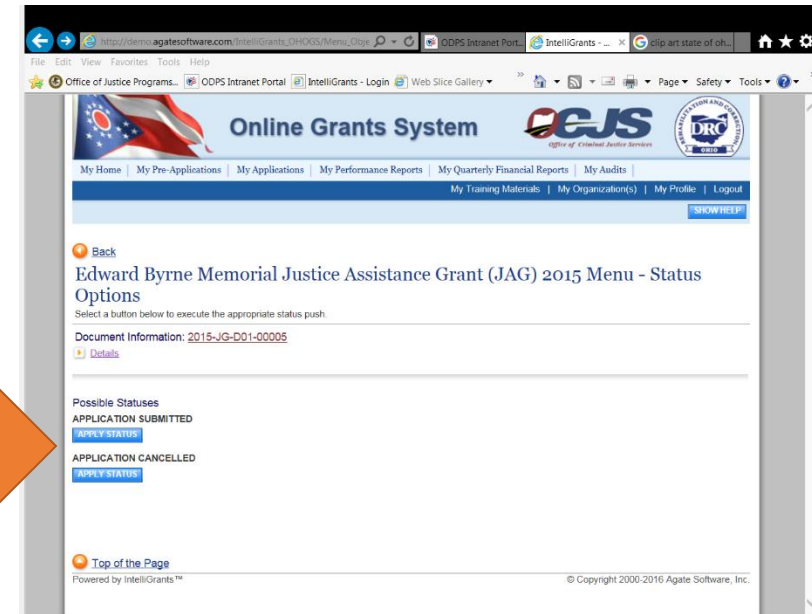 http://demo.agatesoftware.com/IntelliGrants_OHOGS/Menu_Obje
ODPS Intranet Port...
IntelliGrants - ...
clip art state of oh...
File Edit View Favorites Tools Help
Office of Justice Programs... ODPS Intranet Portal IntelliGrants - Login Web Slice Gallery Page Safety Tools
Online Grants System
OCJS
Office of Criminal Justice Services
DRC
OHIO
My Home | My Pre-Applications | My Applications | My Performance Reports | My Quarterly Financial Reports | My Audits |
My Training Materials | My Organization(s) | My Profile | Logout
SHOW HELP
Back
Edward Byrne Memorial Justice Assistance Grant (JAG) 2015 Menu - Status
Options
Select a button below to execute the appropriate status push.
Document Information: 2015-JG-D01-00005
Details
Possible Statuses
APPLICATION SUBMITTED
APPLY STATUS
APPLICATION CANCELLED
APPLY STATUS
Top of the Page
Powered by IntelliGrants™ © Copyright 2000-2016 Agate Software, Inc.